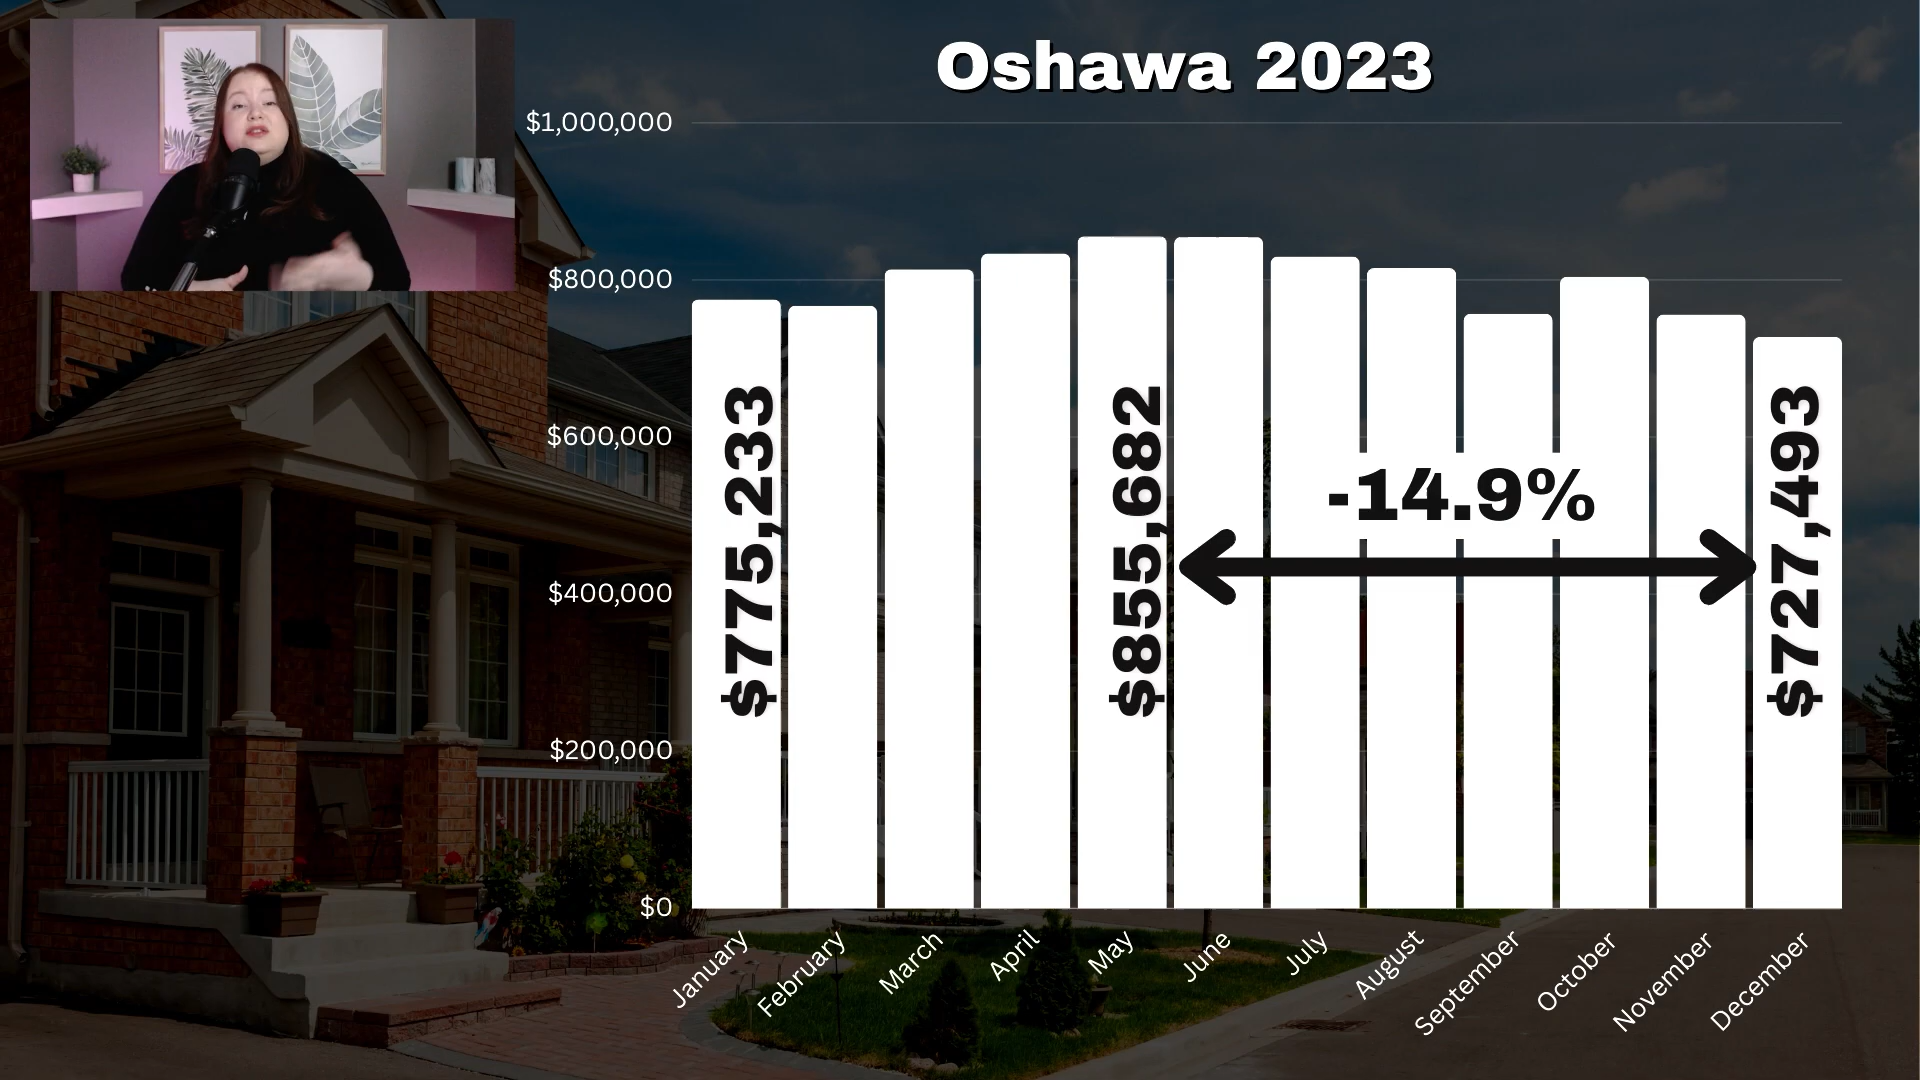 Oshawa 2023
$1,000,000
$800,000
$600,000
$400,000
$200,000
$0
$775,233
$855,682
-14.9%
$727,493
January
February
March
April
May
June
July
August
September
October
November
December